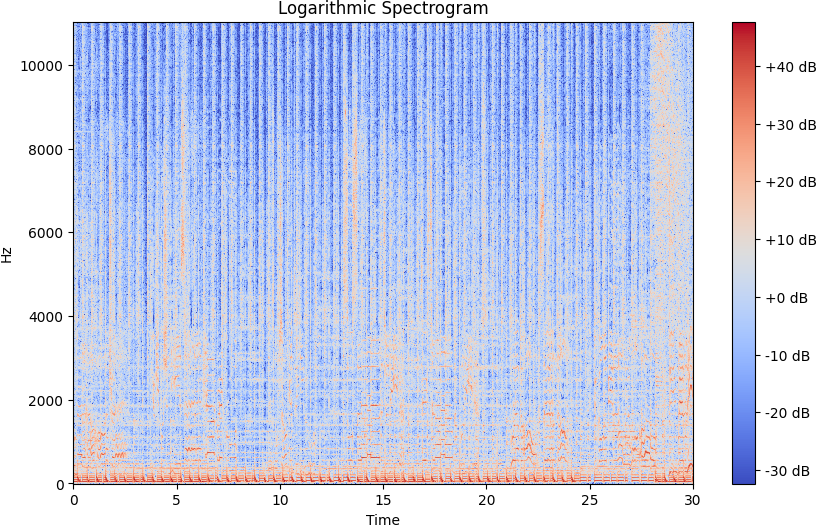 Logarithmic Spectrogram
Hz
10000
8000
6000
4000
2000
0
0 5 10 15 20 25 30
Time
+40 dB
+30 dB
+20 dB
+10 dB
+0 dB
-10 dB
-20 dB
-30 dB